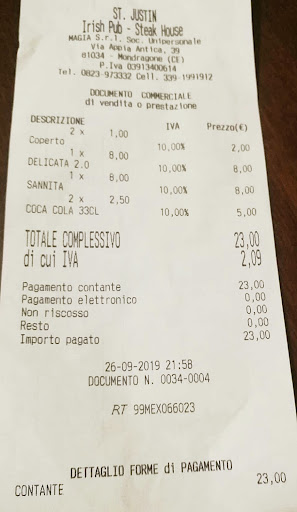 ST. JUSTIN
Irish Pub - Steak House
MAGIA S.r.l. Soc. Unipersonale
Via Appia Antica, 39
81034 - Mondragone (CE)
P.Iva 03913400614
Tel. 0823-973332 Cell. 339-1991912
DOCUMENTO COMMERCIALE
di vendita o prestazione
DESCRIZIONE IVA Prezzo(€)
2 x 1,00
Coperto 10,00% 2,00
1 x 8,00
DELICATA 2.0 10,00% 8,00
1 x 8,00
SANNITA 10,00% 8,00
2 x 2,50
COCA COLA 33CL 10,00% 5,00
TOTALE COMPLESSIVO 23,00
di cui IVA 2,09
Pagamento contante 23,00
Pagamento elettronico 0,00
Non riscosso 0,00
Resto 0,00
Importo pagato 23,00
26-09-2019 21:58
DOCUMENTO N. 0034-0004
RT 99MEX066023
DETTAGLIO FORME di PAGAMENTO
CONTANTE 23,00